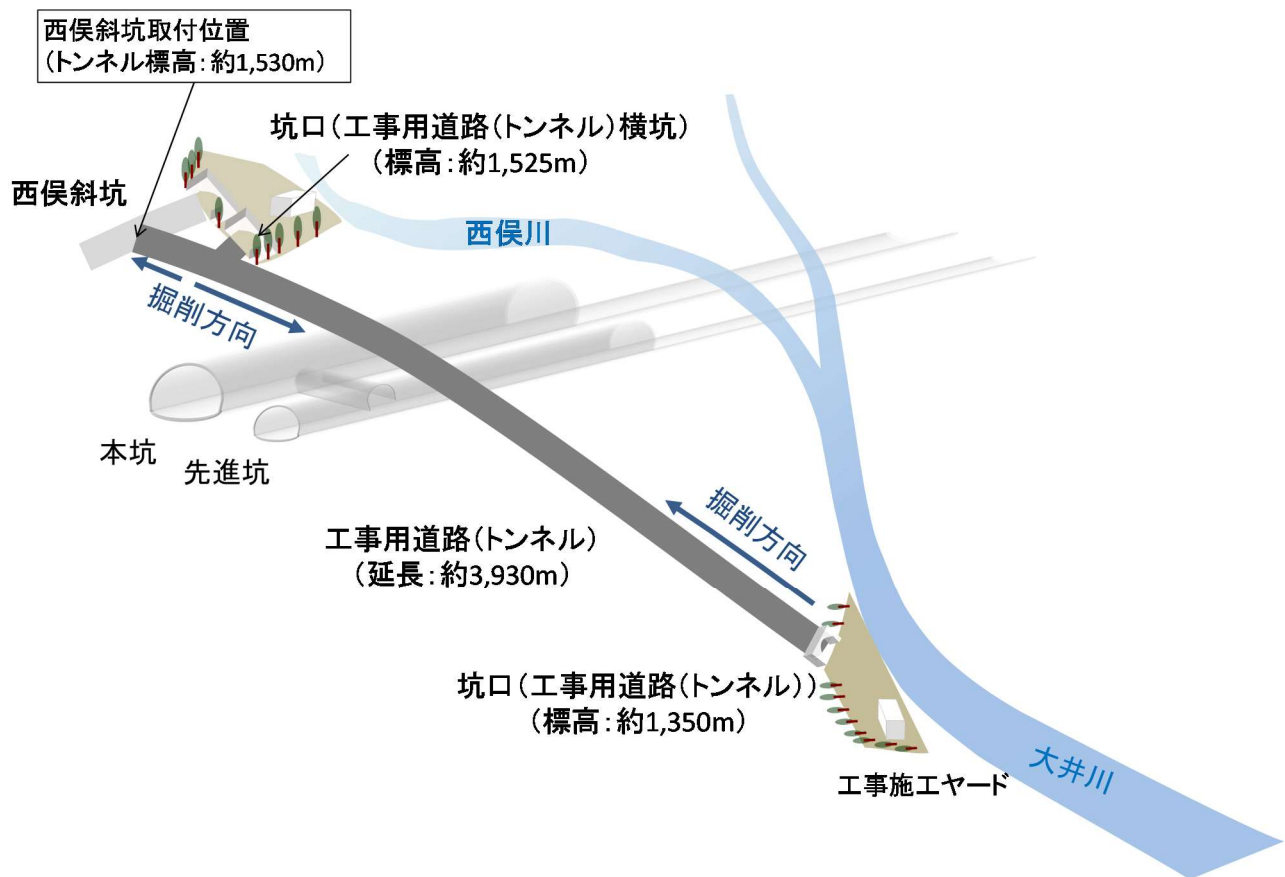 西俣斜坑取付位置
(トンネル標高：約1,530m)
坑口(工事用道路(トンネル)横坑)
(標高：約1,525m)
西俣斜坑
西俣川
掘削方向
本坑
先進坑
掘削方向
工事用道路(トンネル)
(延長：約3,930m)
坑口(工事用道路(トンネル))
(標高：約1,350m)
大井川
工事施工ヤード